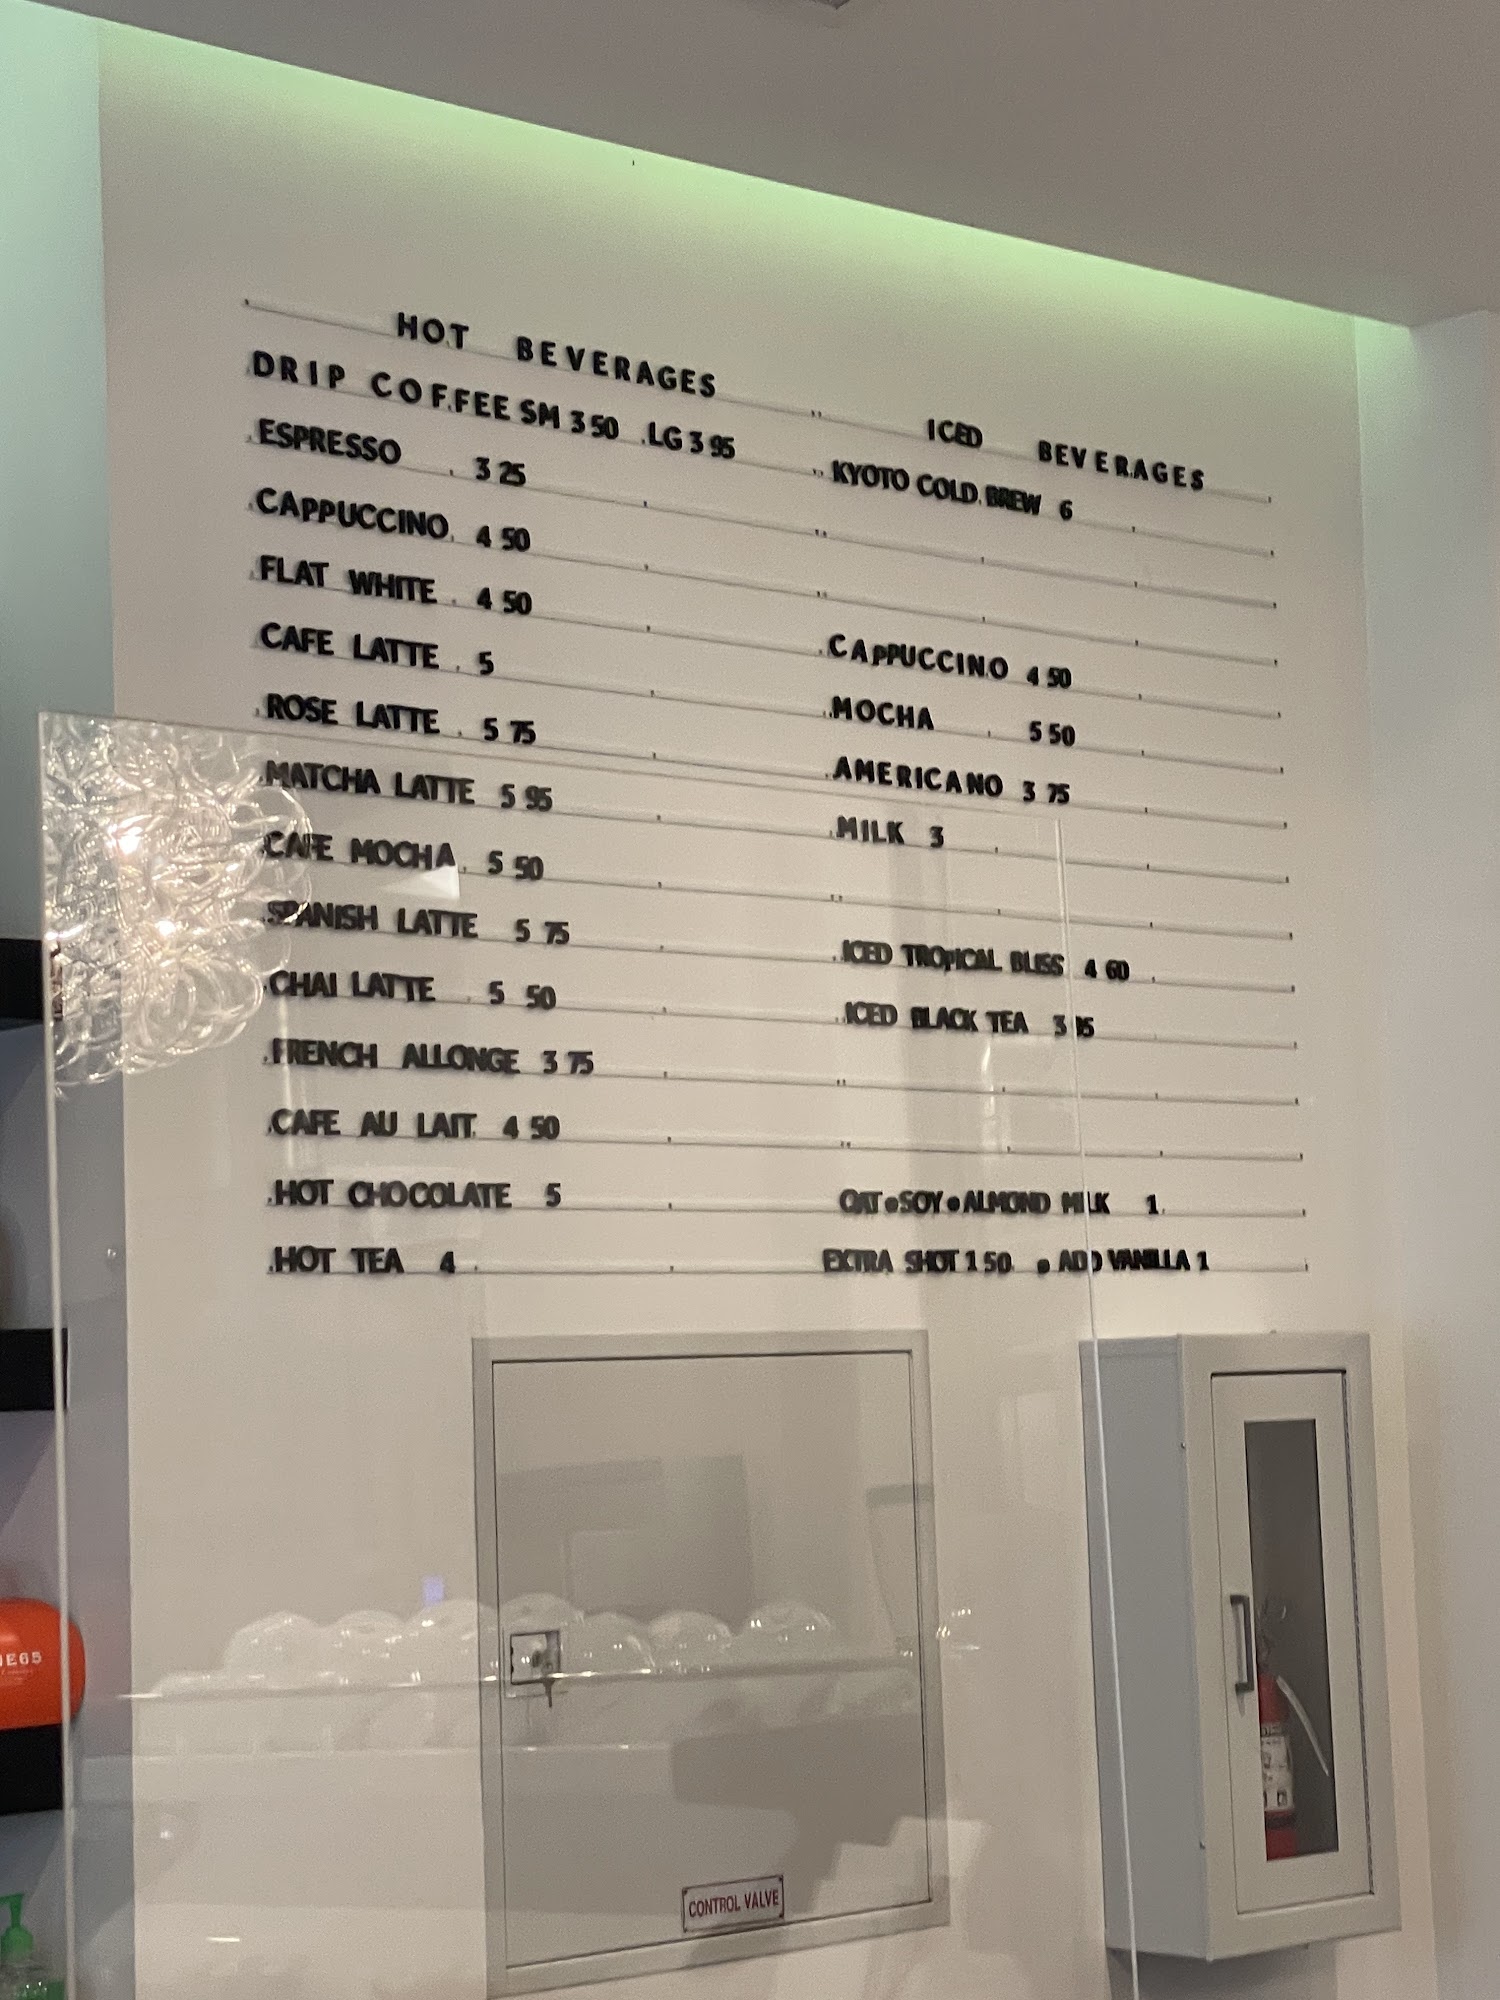 HOT BEVERAGES
DRIP COFFEE SM 3 50 LG 3 95
ESPRESSO 3 25
CAPPUCCINO 4 50
FLAT WHITE 4 50
CAFE LATTE 5
ROSE LATTE 5 75
MATCHA LATTE 5 95
CAFE MOCHA 5 50
SPANISH LATTE 5 75
CHAI LATTE 5 50
FRENCH ALLONGE 3 75
CAFE AU LAIT 4 50
HOT CHOCOLATE 5
HOT TEA 4
ICED BEVERAGES
KYOTO COLD BREW 6
CAPPUCCINO 4 50
MOCHA 5 50
AMERICANO 3 75
MILK 3
ICED TROPICAL BLISS 4 60
ICED BLACK TEA 3
OAT • SOY • ALMOND MILK 1
EXTRA SHOT 1 50 • ADD VANILLA 1
CONTROL VALVE